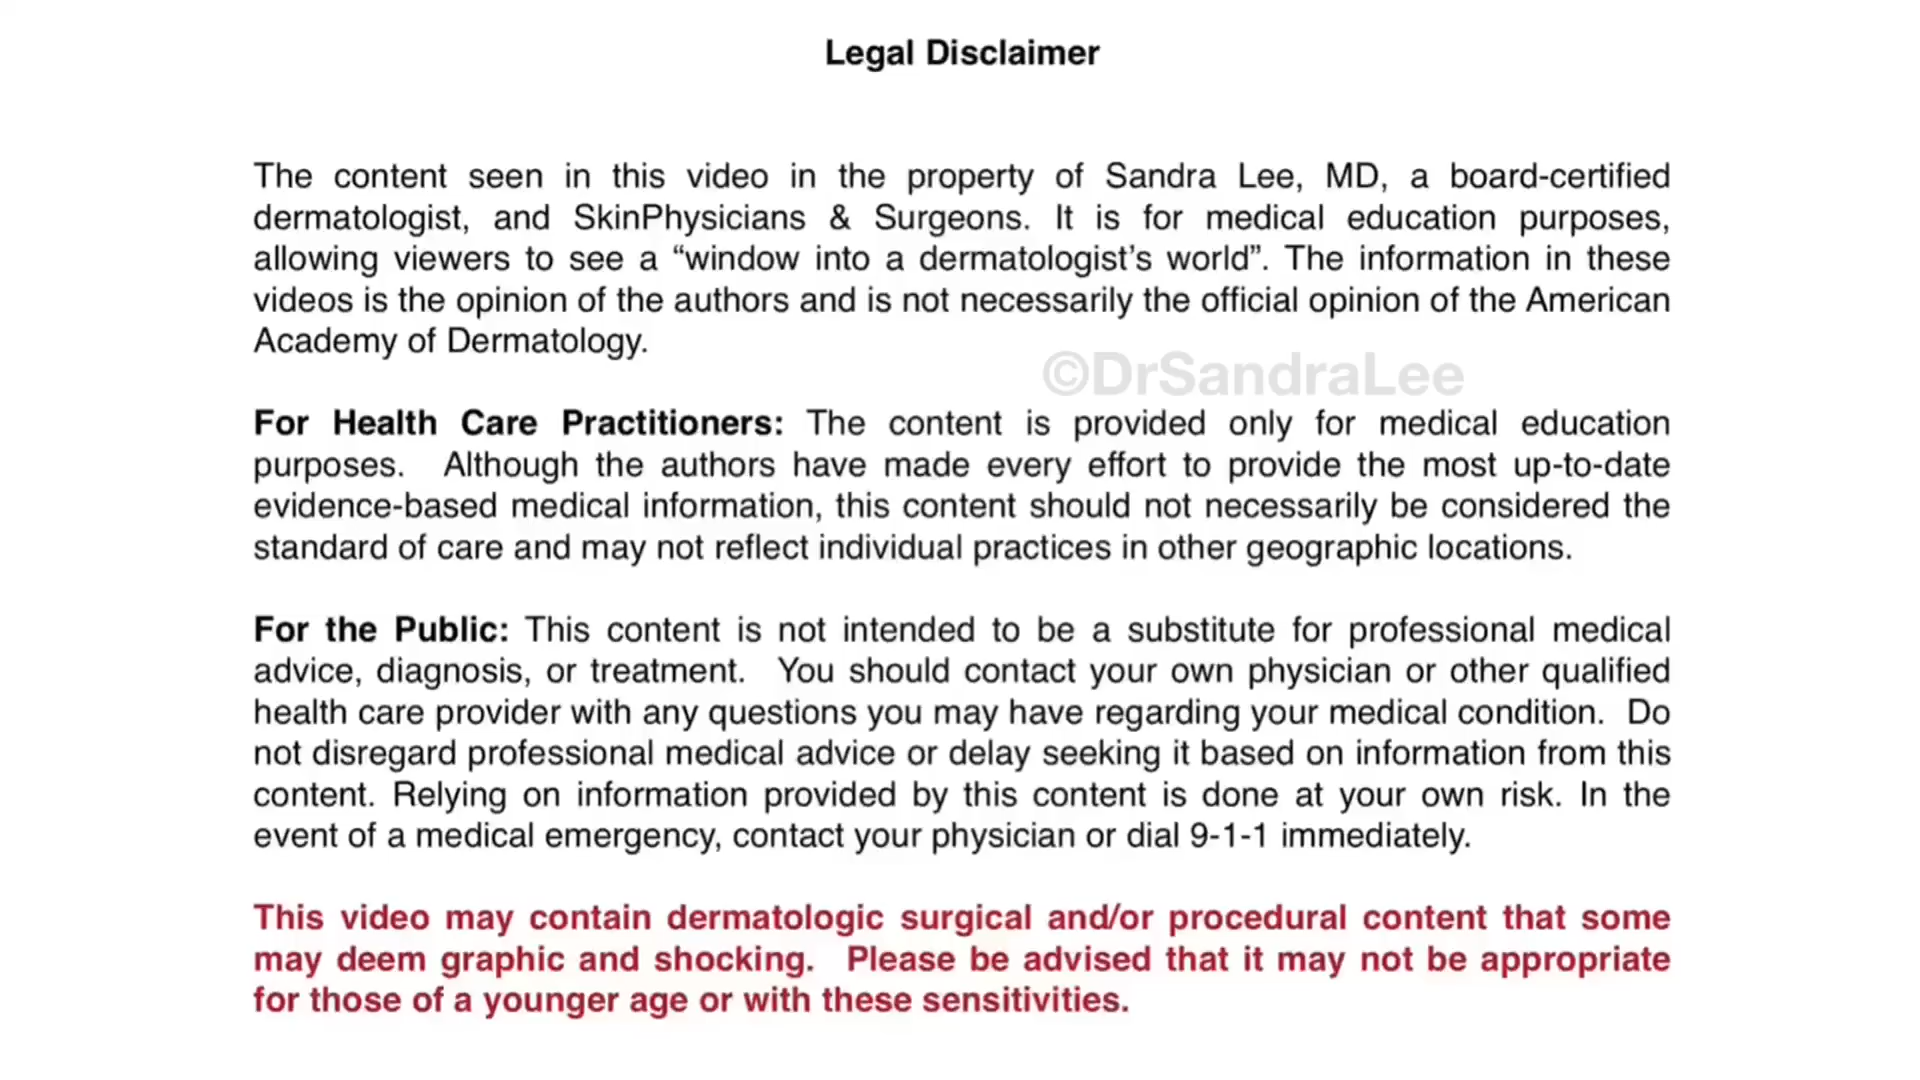 Legal Disclaimer
The content seen in this video in the property of Sandra Lee, MD, a board-certified
dermatologist, and SkinPhysicians & Surgeons. It is for medical education purposes,
allowing viewers to see a “window into a dermatologist’s world”. The information in these
videos is the opinion of the authors and is not necessarily the official opinion of the American
Academy of Dermatology.
©DrSandraLee
For Health Care Practitioners: The content is provided only for medical education
purposes. Although the authors have made every effort to provide the most up-to-date
evidence-based medical information, this content should not necessarily be considered the
standard of care and may not reflect individual practices in other geographic locations.
For the Public: This content is not intended to be a substitute for professional medical
advice, diagnosis, or treatment. You should contact your own physician or other qualified
health care provider with any questions you may have regarding your medical condition. Do
not disregard professional medical advice or delay seeking it based on information from this
content. Relying on information provided by this content is done at your own risk. In the
event of a medical emergency, contact your physician or dial 9-1-1 immediately.
This video may contain dermatologic surgical and/or procedural content that some
may deem graphic and shocking. Please be advised that it may not be appropriate
for those of a younger age or with these sensitivities.